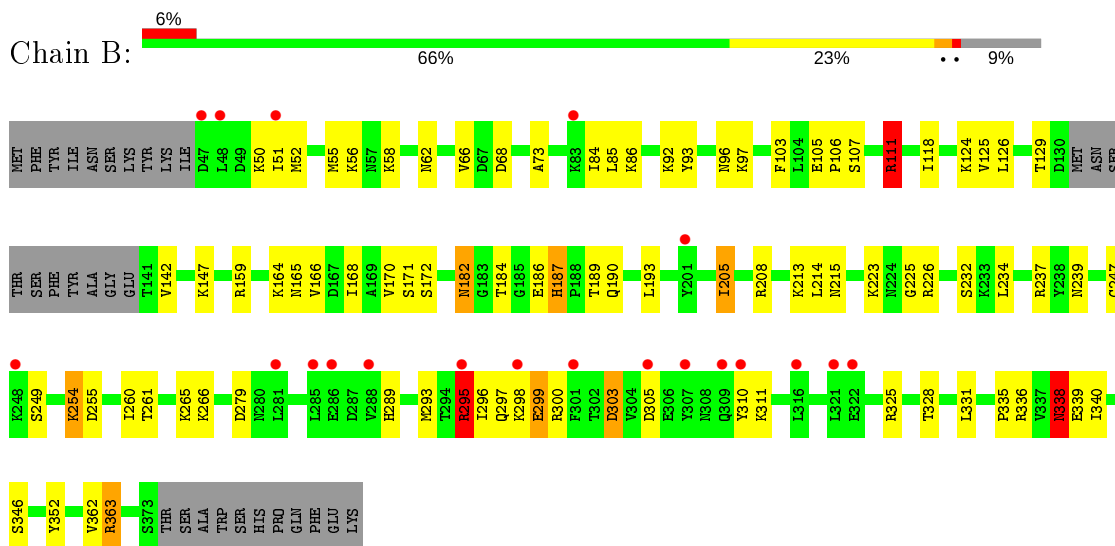 6%
Chain B:
66% 23% • • 9%
MET PHE TYR ILE ASN SER LYS TYR LYS ILE D47 L48 D49 K50 I51 M52 M55 K56 N57 K58 N62 V66 D67 D68 A73 K83 I84 L85 K86 K92 Y93 N96 K97 F103 L104 E105 P106 S107 R111 I118 K124 V125 L126 T129 D130 MET ASN SER
THR SER PHE TYR ALA GLY GLU T141 V142 K147 R159 K164 N165 V166 D167 I168 A169 V170 S171 S172 N182 G183 T184 G185 E186 H187 P188 T189 Q190 L193 Y201 I205 R208 K213 L214 N215 K223 N224 G225 R226 S232 K233 L234 R237 Y238 N239 G247
K248 S249 K254 D255 I260 T261 K265 K266 D279 N280 L281 L285 E286 D287 V288 H289 M293 T294 R295 I296 Q297 K298 E299 R300 F301 T302 D303 V304 D305 E306 Y307 N308 Q309 Y310 K311 L316 L321 E322 R325 T328 L331 P335 R336 V337 N338 E339 I340
S346 Y352 V362 R363 S373 THR SER ALA TRP SER HIS PRO GLN PHE GLU LYS